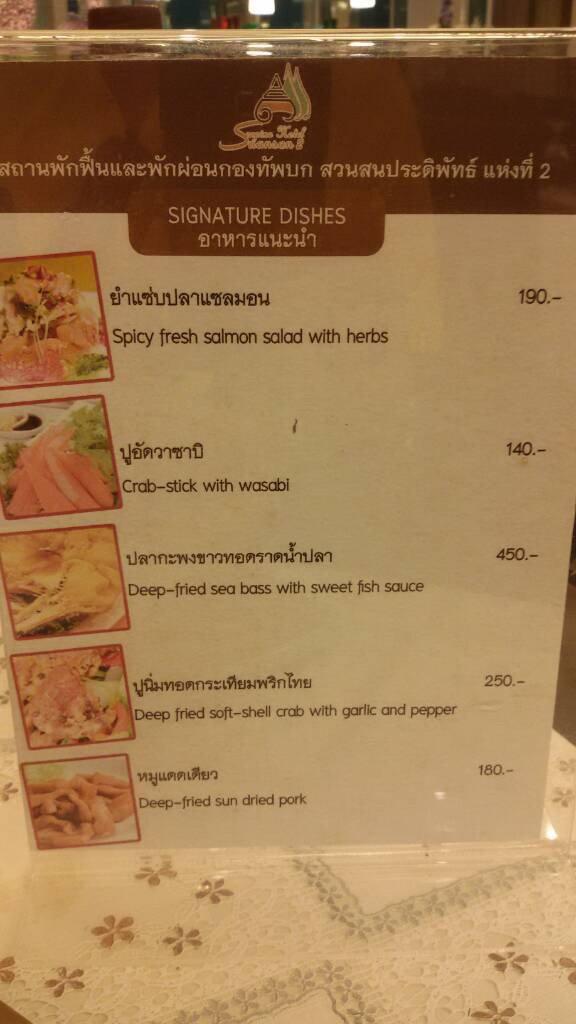 Suanson 2
สถานพักฟื้นและพักผ่อนกองทัพบก สวนสนประดิพัทธ์ แห่งที่ 2
SIGNATURE DISHES
อาหารแนะนำ
ยำแซ่บปลาแซลมอน 190.-
Spicy fresh salmon salad with herbs
ปูอัดวาซาบิ 140.-
Crab-stick with wasabi
ปลากะพงขาวทอดราดน้ำปลา 450.-
Deep-fried sea bass with sweet fish sauce
ปูนิ่มทอดกระเทียมพริกไทย 250.-
Deep fried soft-shell crab with garlic and pepper
หมูแดดเดียว 180.-
Deep-fried sun dried pork